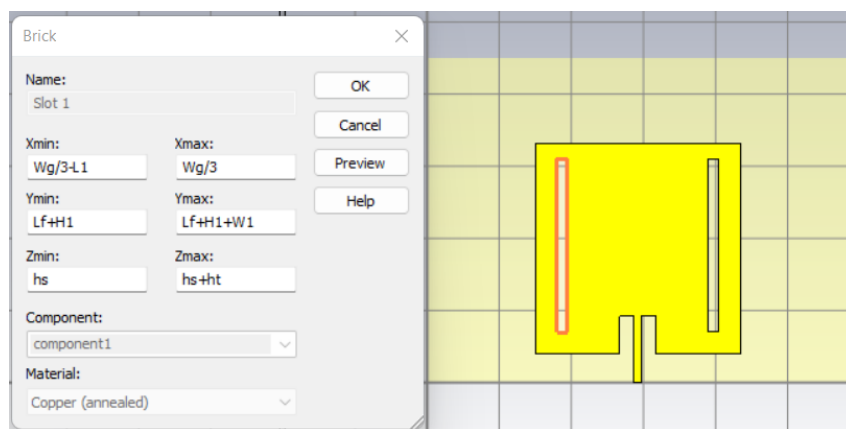 Brick
Name:
Slot 1
OK
Cancel
Xmin:
Xmax:
Wg/3-L1
Wg/3
Preview
Ymin:
Ymax:
Help
Lf+H1
Lf+H1+W1
Zmin:
Zmax:
hs
hs+ht
Component:
component1
Material:
Copper (annealed)